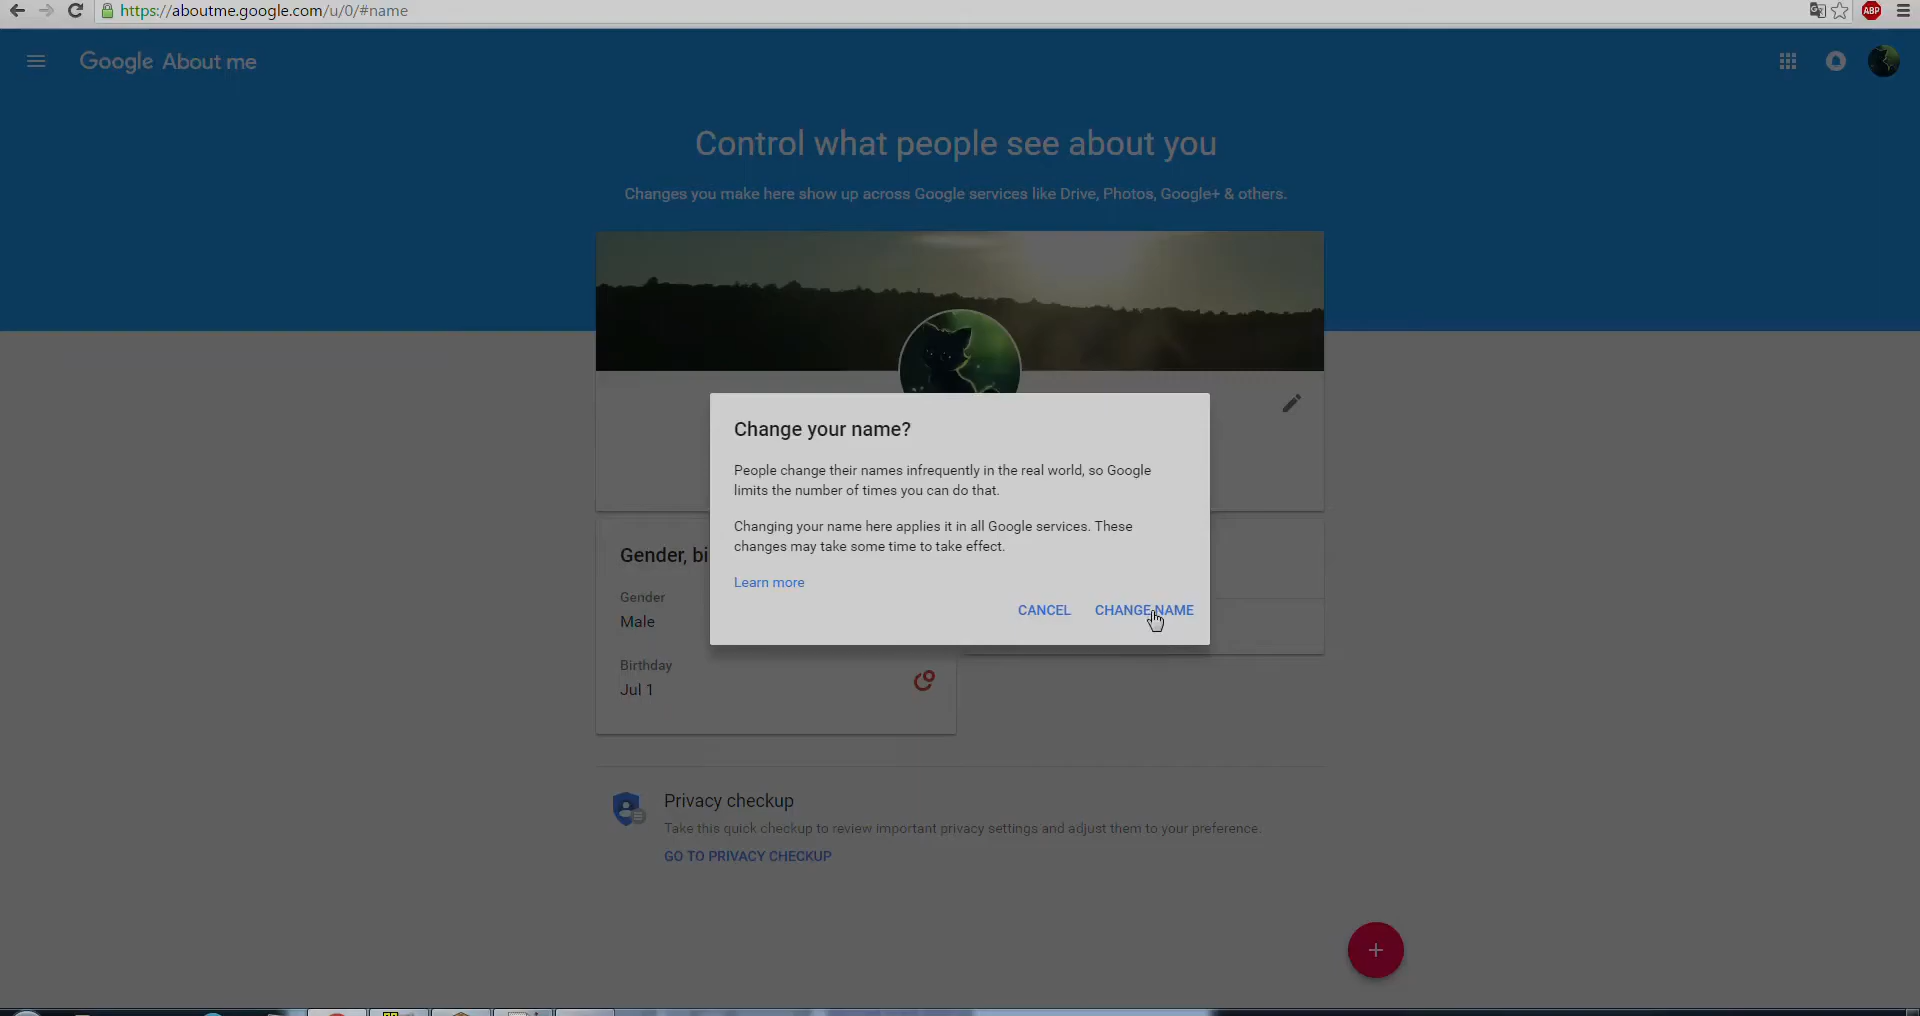 https://aboutme.google.com/u/0/#name
ABP
Google About me
Control what people see about you
Changes you make here show up across Google services like Drive, Photos, Google+ & others.
Change your name?
People change their names infrequently in the real world, so Google
limits the number of times you can do that.
Changing your name here applies it in all Google services. These
changes may take some time to take effect.
Learn more
CANCEL CHANGE NAME
Gender, bi
Gender
Male
Birthday
Jul 1
Privacy checkup
Take this quick checkup to review important privacy settings and adjust them to your preference.
GO TO PRIVACY CHECKUP